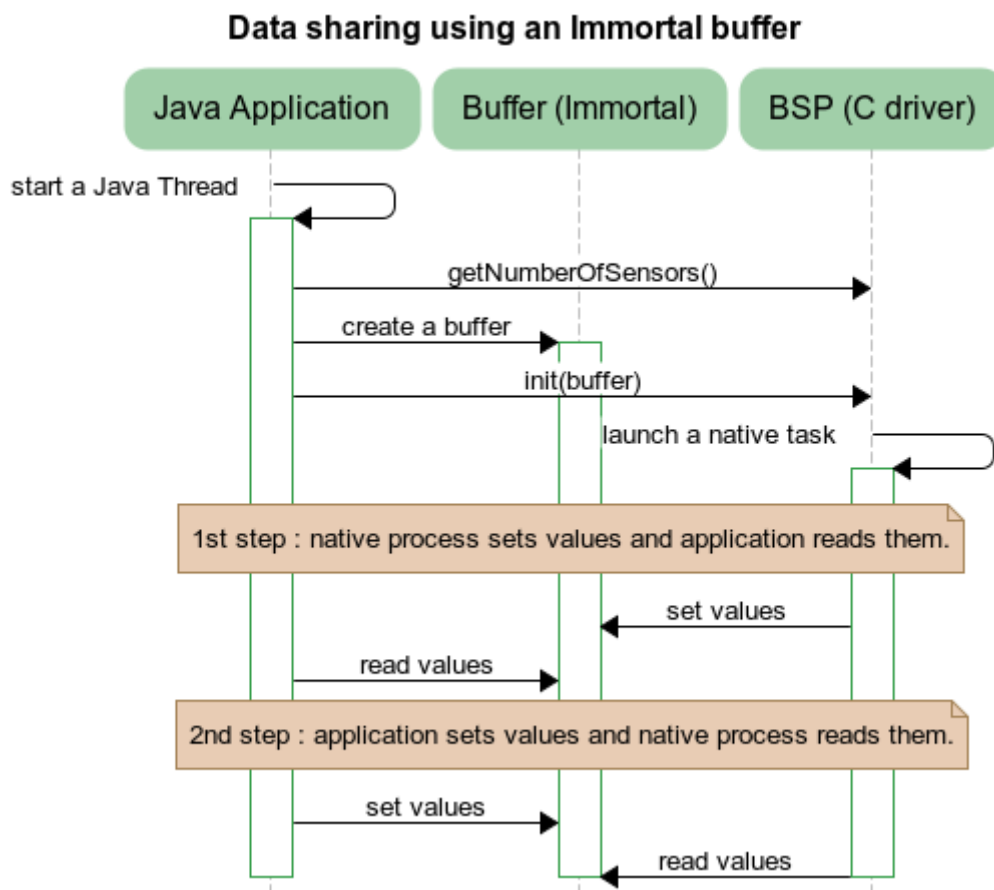 Data sharing using an Immortal buffer
Java Application
Buffer (Immortal)
BSP (C driver)
start a Java Thread
getNumberOfSensors()
create a buffer
init(buffer)
launch a native task
1st step : native process sets values and application reads them.
set values
read values
2nd step : application sets values and native process reads them.
set values
read values